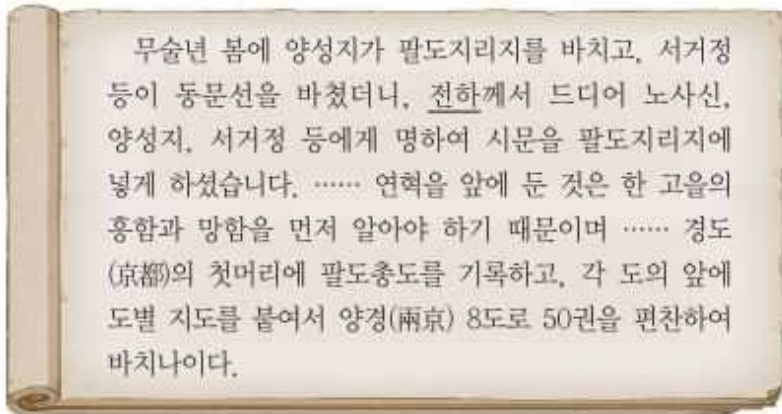 무술년 봄에 양성지가 팔도지리지를 바치고, 서거정
등이 동문선을 바쳤더니, 전하께서 드디어 노사신,
양성지, 서거정 등에게 명하여 시문을 팔도지리지에
넣게 하셨습니다. …… 연혁을 앞에 둔 것은 한 고을의
흥함과 망함을 먼저 알아야 하기 때문이며 …… 경도
(京都)의 첫머리에 팔도총도를 기록하고, 각 도의 앞에
도별 지도를 붙여서 양경(兩京) 8도로 50권을 편찬하여
바치나이다.